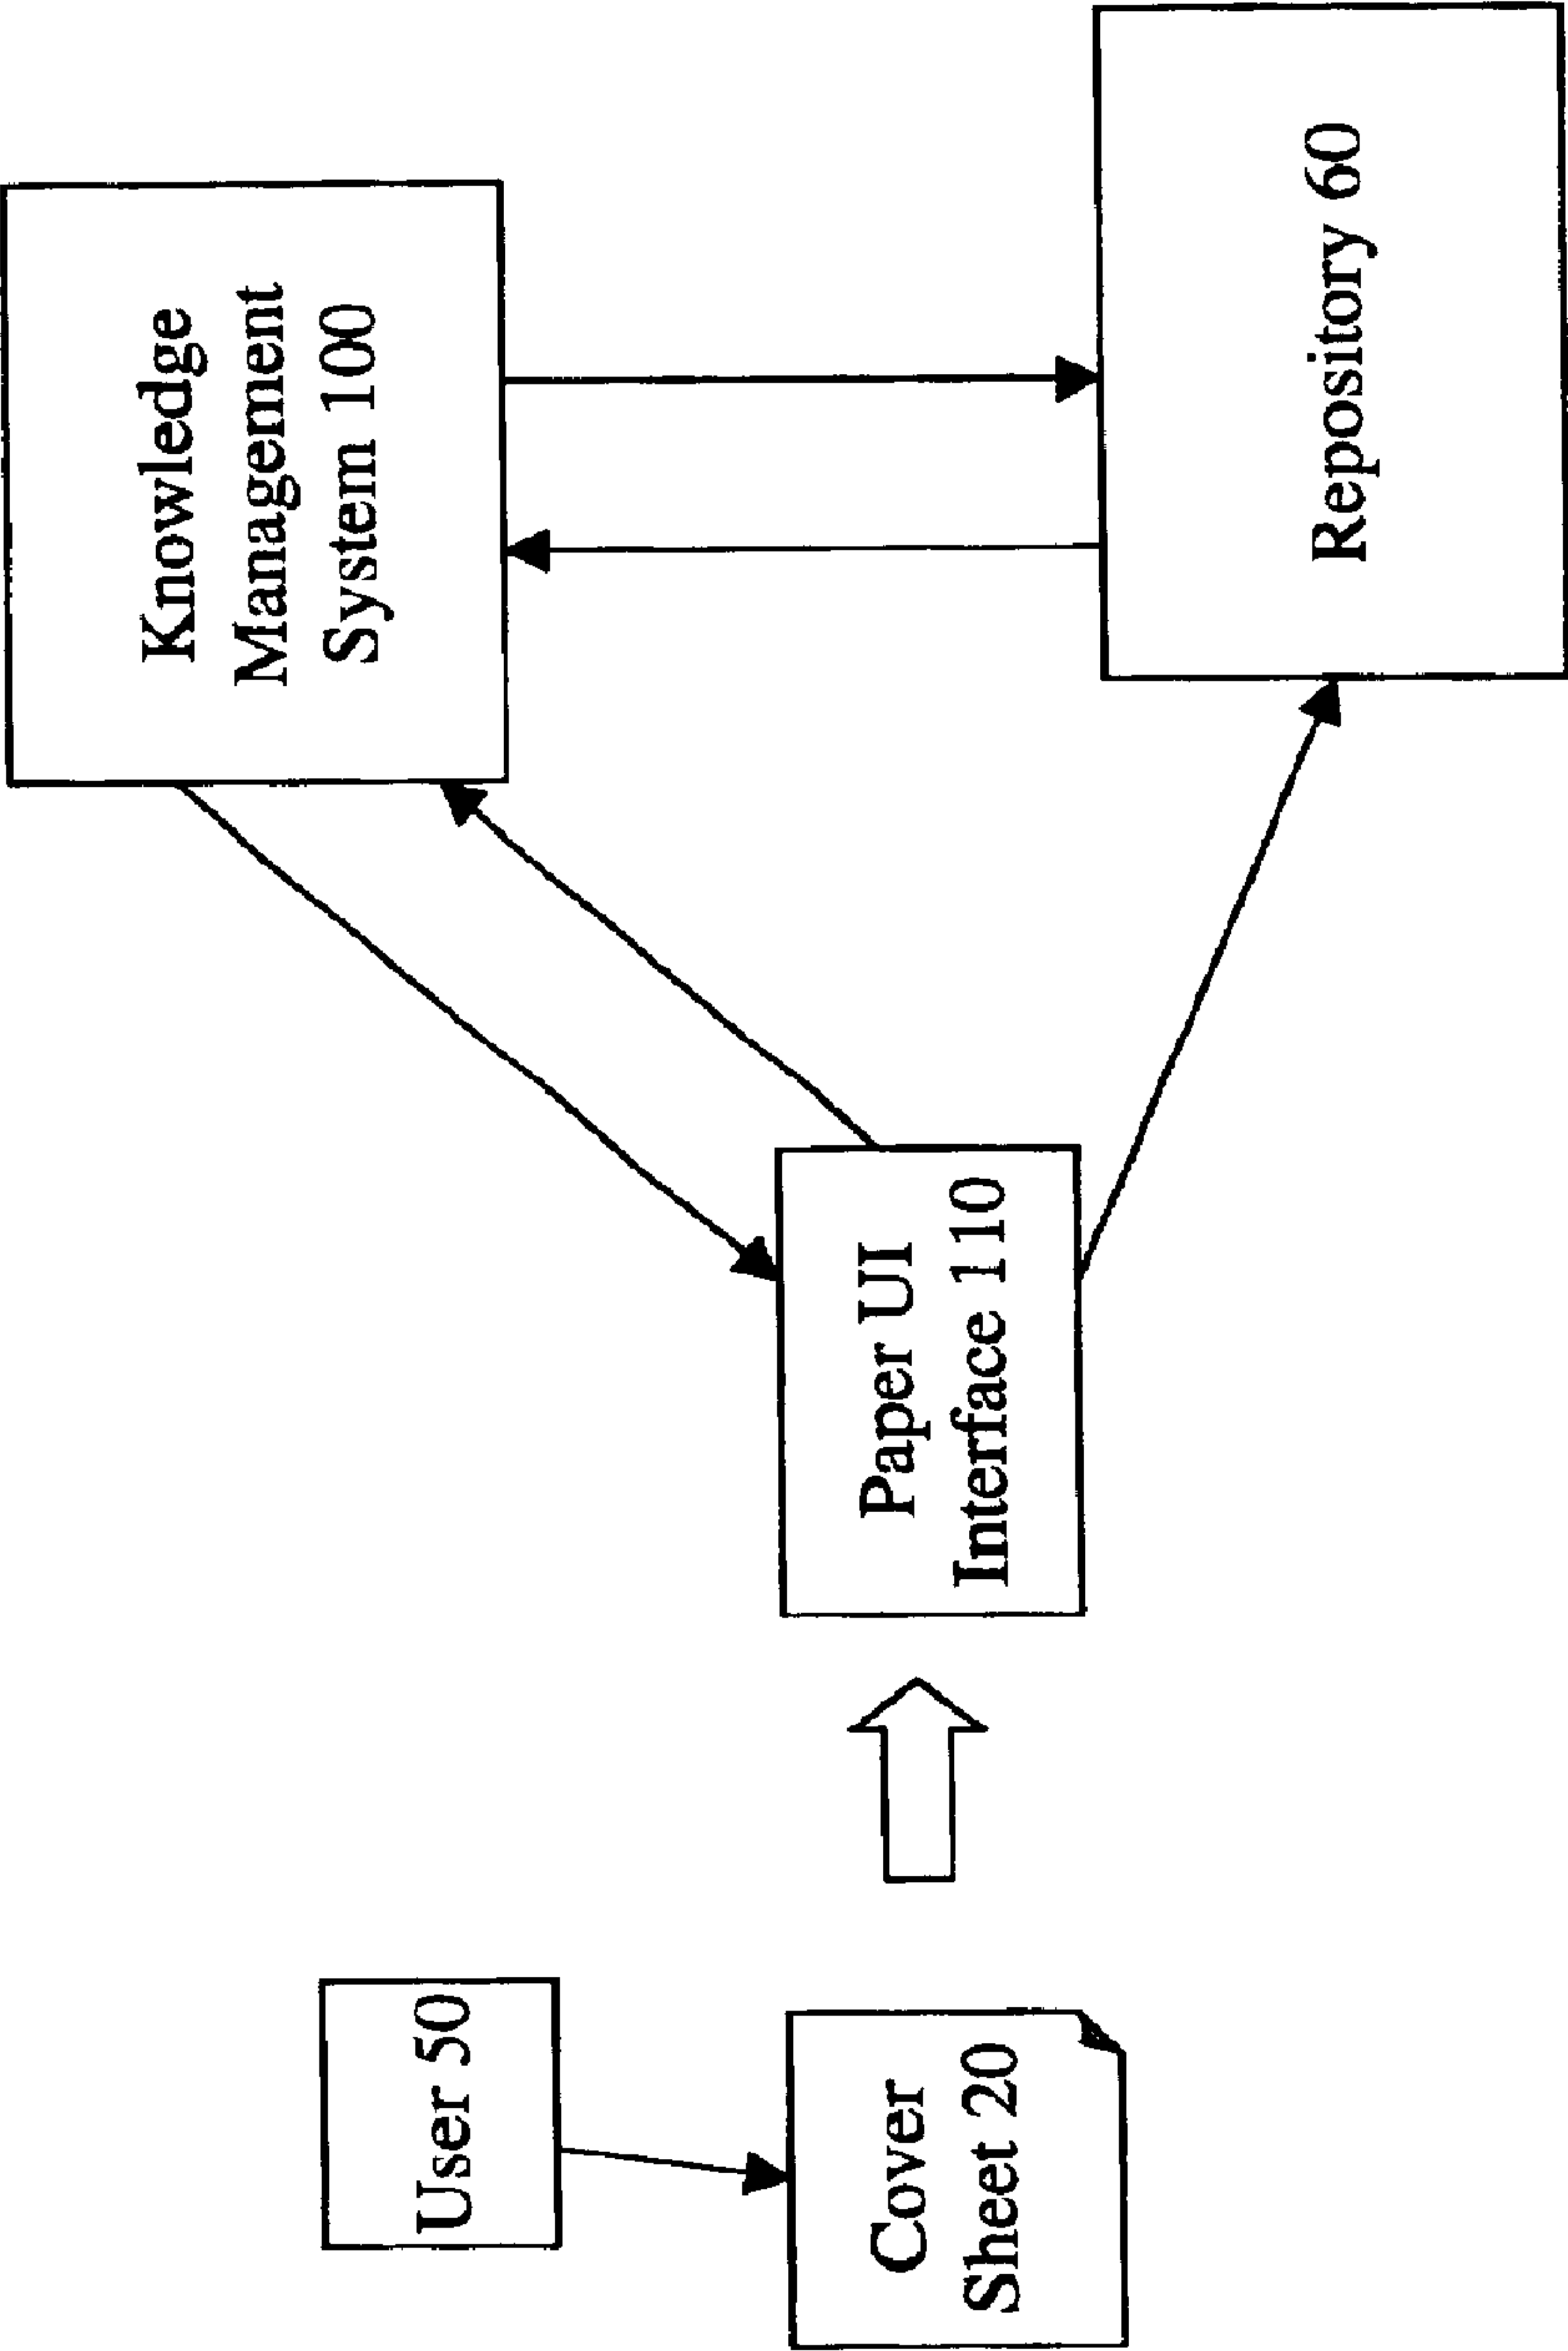 User 50
Cover
Sheet 20
Paper UI
Interface 110
Knowledge
Management
System 100
Repository 60